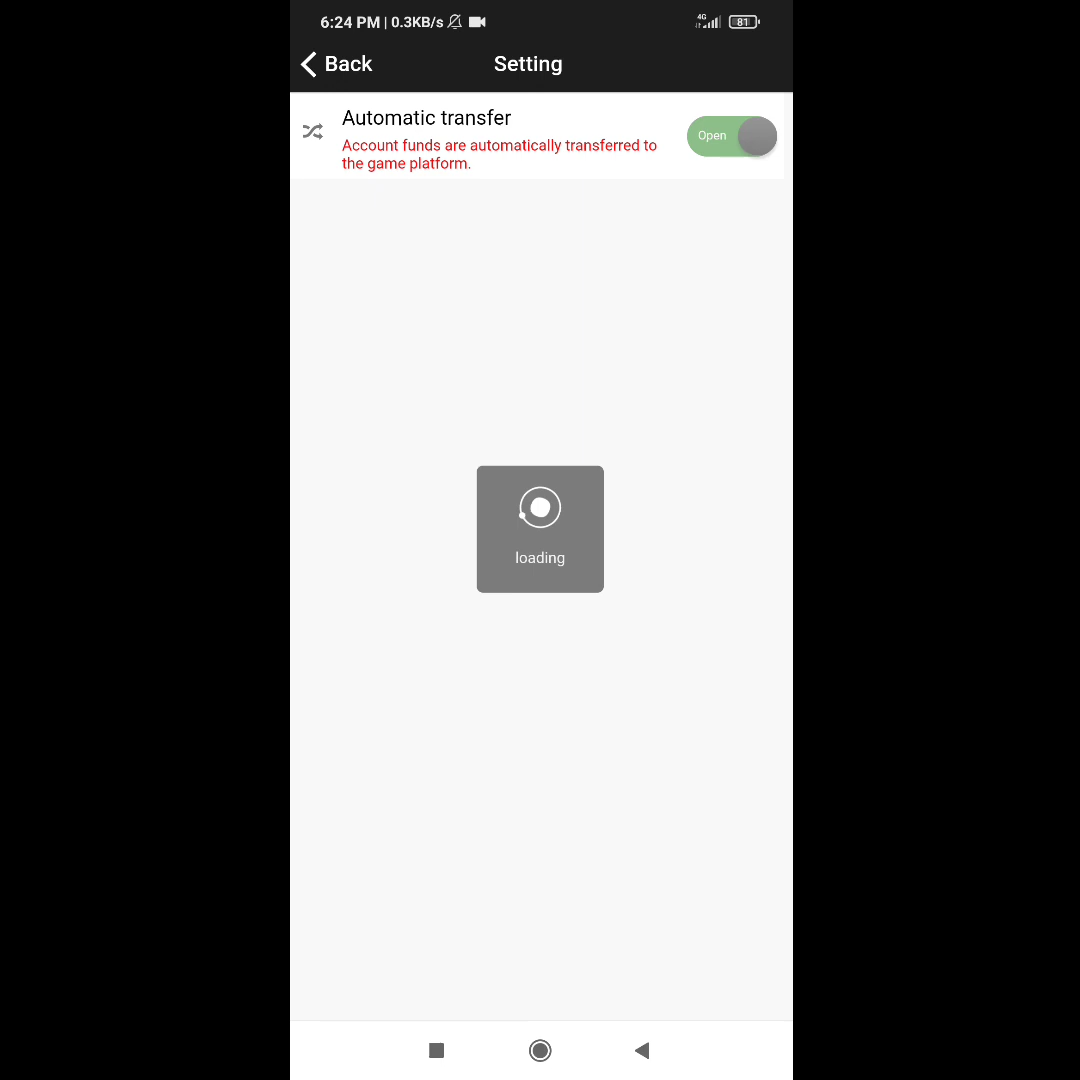 6:24 PM | 0.3KB/s 4G 81
Back Setting
Automatic transfer
Account funds are automatically transferred to
the game platform.
Open
loading